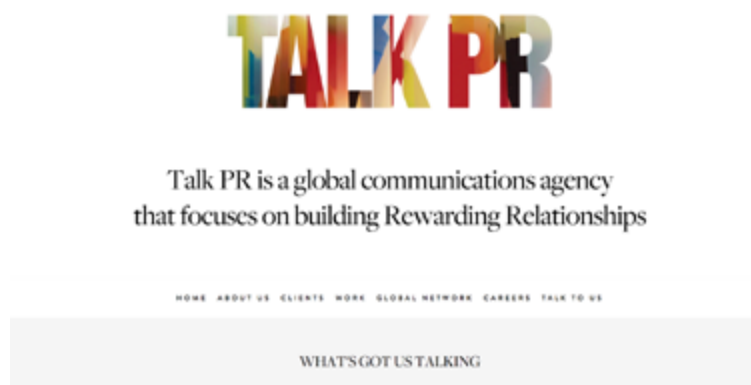 TALK PR
Talk PR is a global communications agency
that focuses on building Rewarding Relationships
HOME ABOUT US CLIENTS WORK GLOBAL NETWORK CAREERS TALK TO US
WHAT'S GOT US TALKING